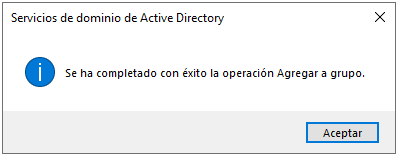 Servicios de dominio de Active Directory
Se ha completado con éxito la operación Agregar a grupo.
Aceptar